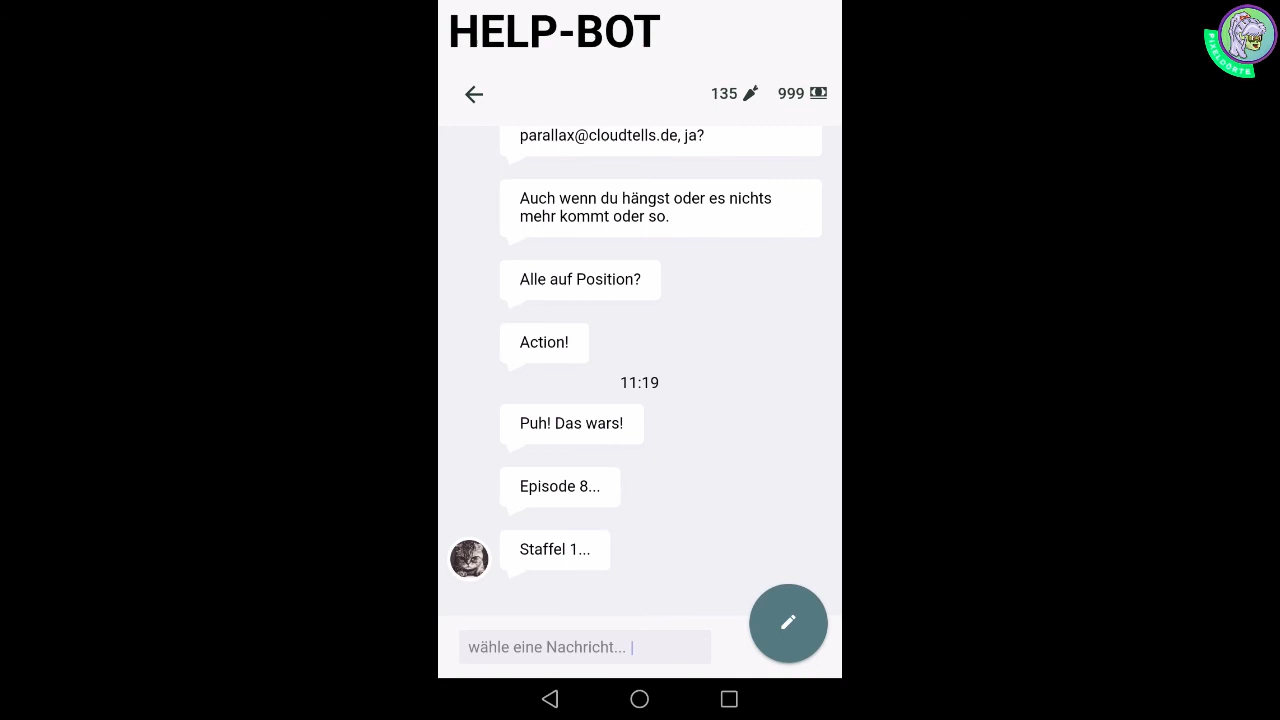 HELP-BOT
135
999
parallax@cloudtells.de, ja?
Auch wenn du hängst oder es nichts
mehr kommt oder so.
Alle auf Position?
Action!
11:19
Puh! Das wars!
Episode 8...
Staffel 1...
wähle eine Nachricht...
PIXELDÖRTE